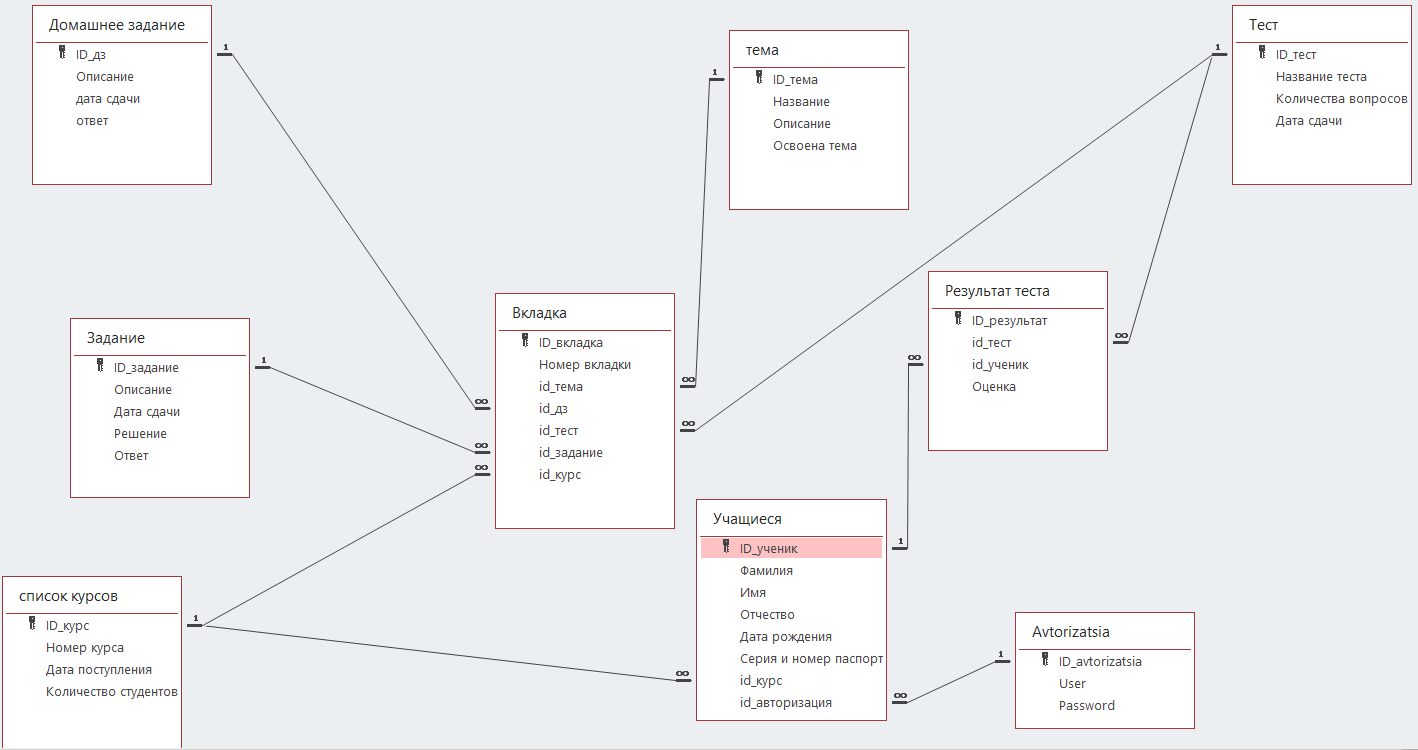 Домашнее задание
ID_дз
Описание
дата сдачи
ответ
1
тема
ID_тема
Название
Описание
Освоена тема
1
Тест
ID_тест
Название теста
Количества вопросов
Дата сдачи
1
Задание
ID_задание
Описание
Дата сдачи
Решение
Ответ
1
Вкладка
ID_вкладка
Номер вкладки
id_тема
id_дз
id_тест
id_задание
id_курс
∞
∞
∞
∞
∞
Результат теста
ID_результат
id_тест
id_ученик
Оценка
∞
∞
список курсов
ID_курс
Номер курса
Дата поступления
Количество студентов
1
Учащиеся
ID_ученик
Фамилия
Имя
Отчество
Дата рождения
Серия и номер паспорт
id_курс
id_авторизация
1
∞
∞
Avtorizatsia
ID_avtorizatsia
User
Password
1